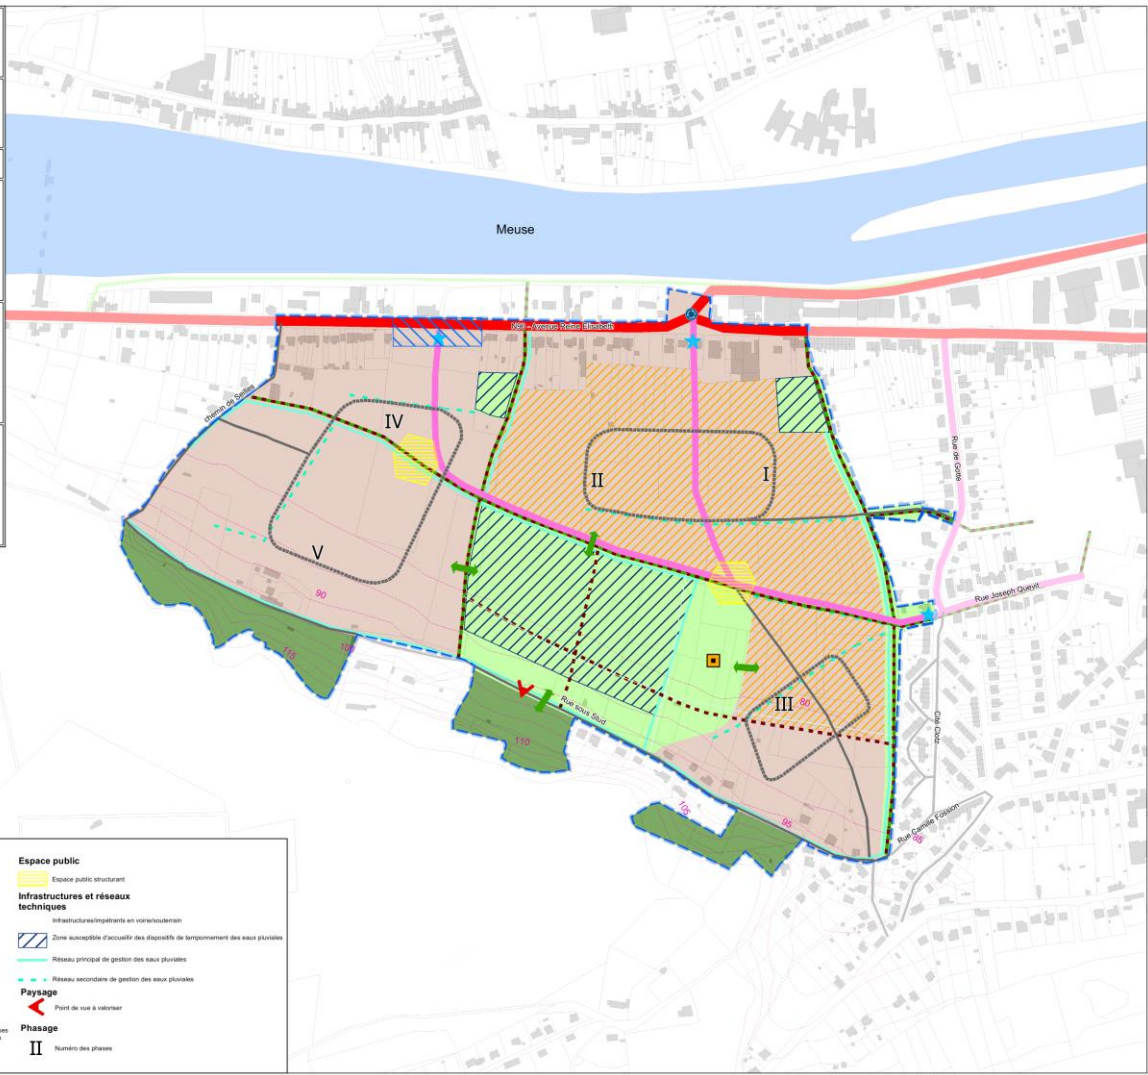 Meuse
N90 - Avenue Reine Elisabeth
chemin de Seilles
IV
II
I
Rue de Gotte
V
90
Rue Joseph Quevit
115
100
Rue sous Stud
III
80
110
Cité Clotz
105
95
Rue Camille Fossion
85
Espace public
Espace public structurant
Infrastructures et réseaux
techniques
Infrastructures/impétrants en voirie/souterrain
Zone susceptible d'accueillir des dispositifs de tamponnement des eaux pluviales
Réseau principal de gestion des eaux pluviales
Réseau secondaire de gestion des eaux pluviales
Paysage
Point de vue à valoriser
Phasage
II
Numéro des phases